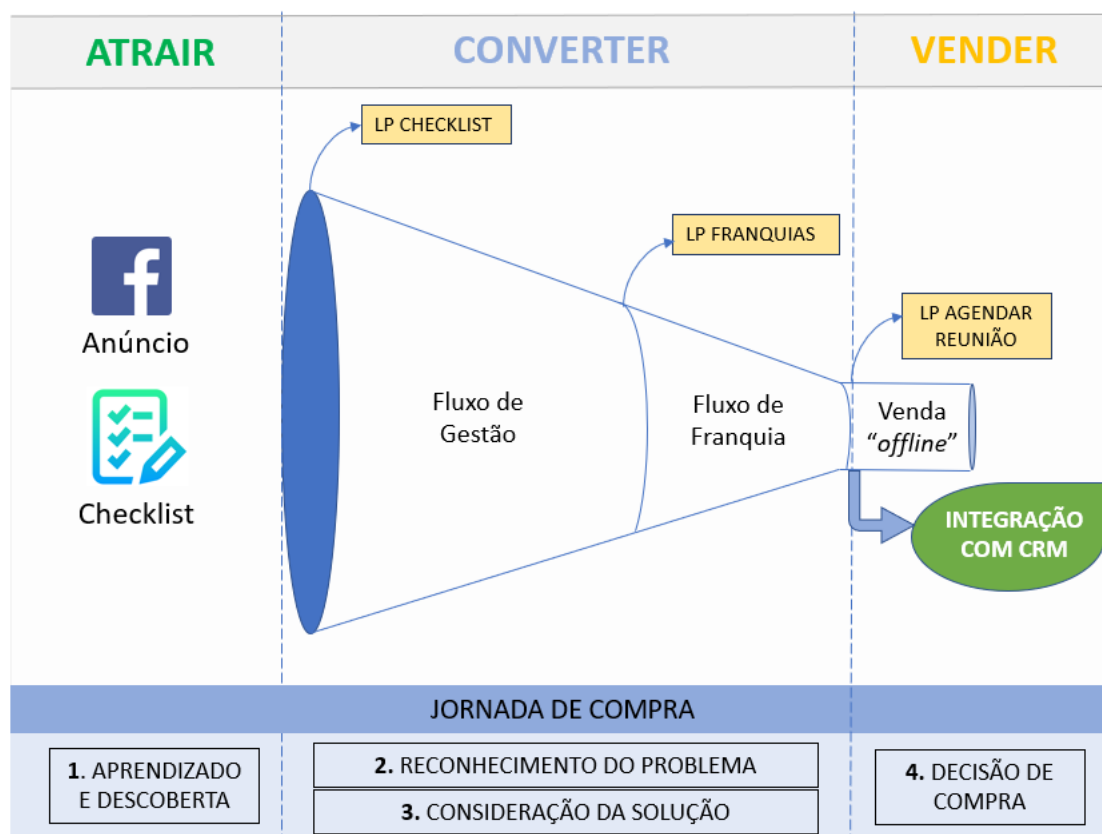 ATRAIR
CONVERTER
VENDER
LP CHECKLIST
LP FRANQUIAS
LP AGENDAR
REUNIÃO
Anúncio
Checklist
Fluxo de
Gestão
Fluxo de
Franquia
Venda
“offline”
INTEGRAÇÃO
COM CRM
JORNADA DE COMPRA
1. APRENDIZADO
E DESCOBERTA
2. RECONHECIMENTO DO PROBLEMA
3. CONSIDERAÇÃO DA SOLUÇÃO
4. DECISÃO DE
COMPRA